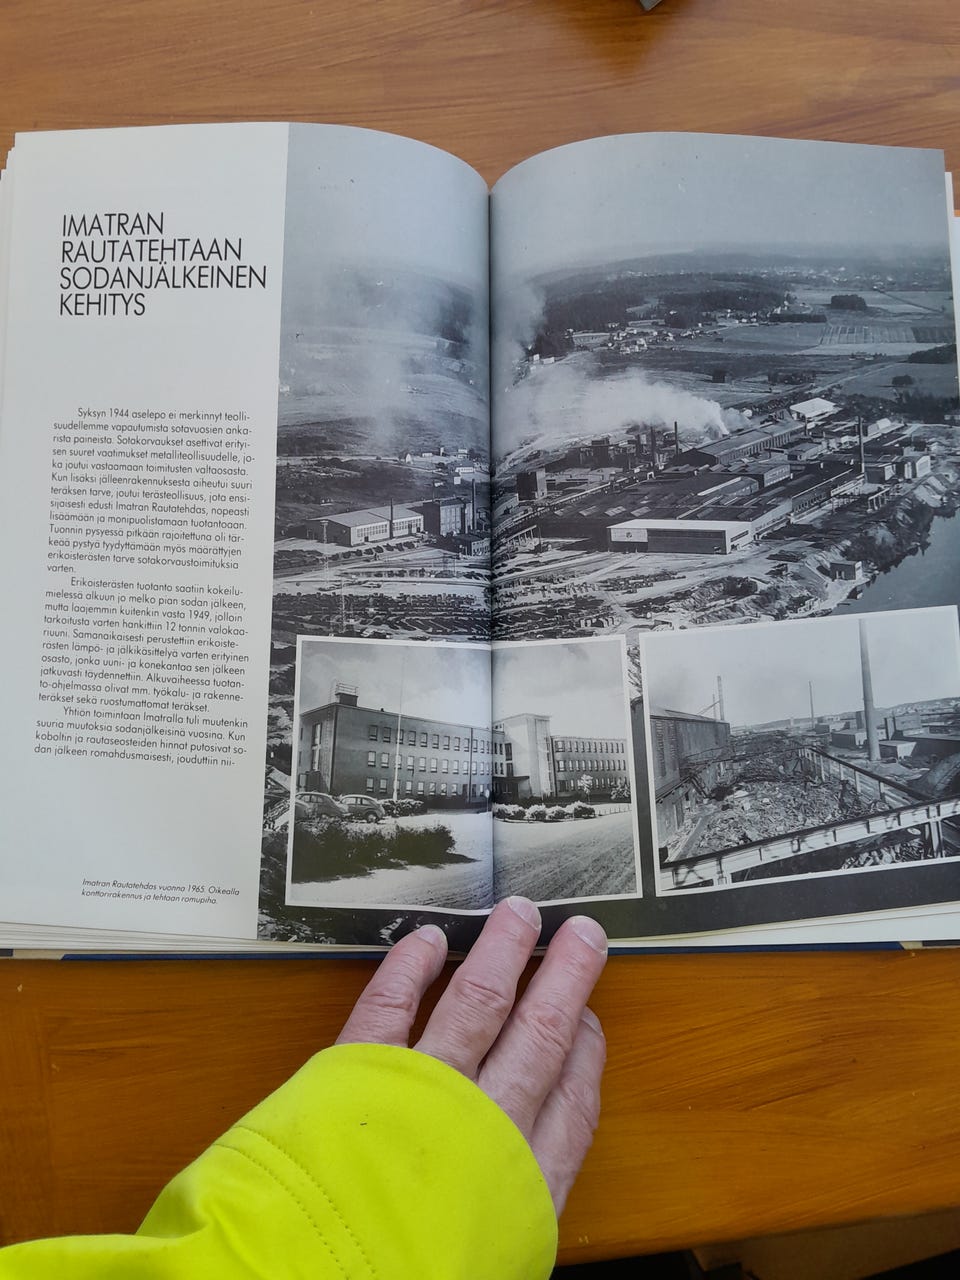 IMATRAN
RAUTATEHTAAN
SODANJÄLKEINEN
KEHITYS
Syksyn 1944 aselepo ei merkinnyt teolli-
suudellemme vapautumista sotavuosien anka-
rista paineista. Sotakorvaukset asettivat erityi-
sen suuret vaatimukset metalliteollisuudelle, jo-
ka joutui vastaamaan toimitusten valtaosasta.
Kun lisäksi jälleenrakennuksesta aiheutui suuri
teräksen tarve, joutui terästeollisuus, jota ensi-
sijaisesti edusti Imatran Rautatehdas, nopeasti
lisäämään ja monipuolistamaan tuotantoaan.
Tuonnin pysyessä pitkään rajoitettuna oli tär-
keää pystyä tyydyttämään myös määrättyjen
erikoisterästen tarve sotakorvaustoimituksia
varten.
Erikoisterästen tuotanto saatiin kokeilu-
mielessä alkuun jo melko pian sodan jälkeen,
mutta laajemmin kuitenkin vasta 1949, jolloin
tarkoitusta varten hankittiin 12 tonnin valokaa-
riuuni. Samanaikaisesti perustettiin erikoiste-
rästen lämpö- ja jälkikäsittelyä varten erityinen
osasto, jonka uuni- ja konekantaa sen jälkeen
jatkuvasti täydennettiin. Alkuvaiheessa tuotan-
to-ohjelmassa olivat mm. työkalu- ja rakenne-
teräkset sekä ruostumattomat teräkset.
Yhtiön toimintaan Imatralla tuli muutenkin
suuria muutoksia sodanjälkeisinä vuosina. Kun
koboltin ja rautaseosteiden hinnat putosivat so-
dan jälkeen romahdusmaisesti, jouduttiin nii-
Imatran Rautatehdas vuonna 1965. Oikealla
konttorirakennus ja tehtaan romupiha.